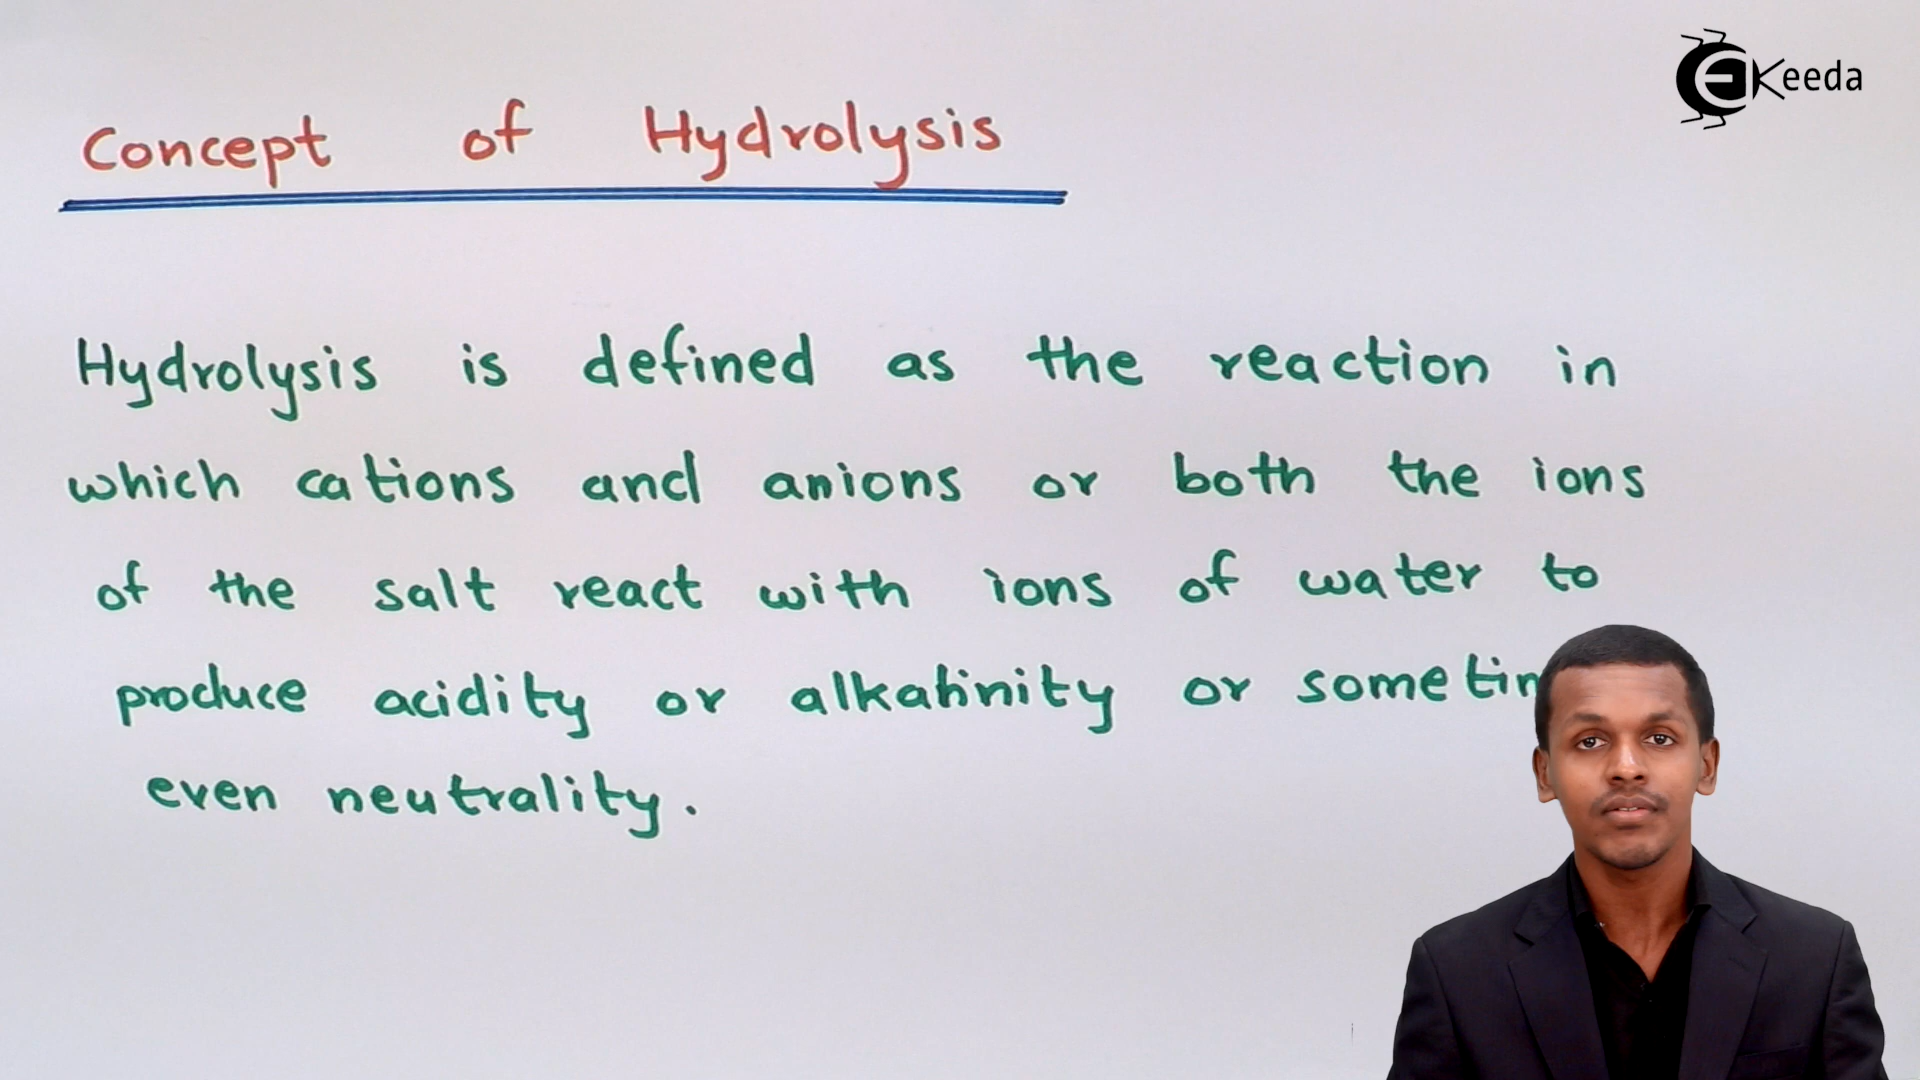 Keeda
Concept of Hydrolysis
Hydrolysis is defined as the reaction in
which cations and anions or both the ions
of the salt react with ions of water to
produce acidity or alkalinity or
even neutrality.